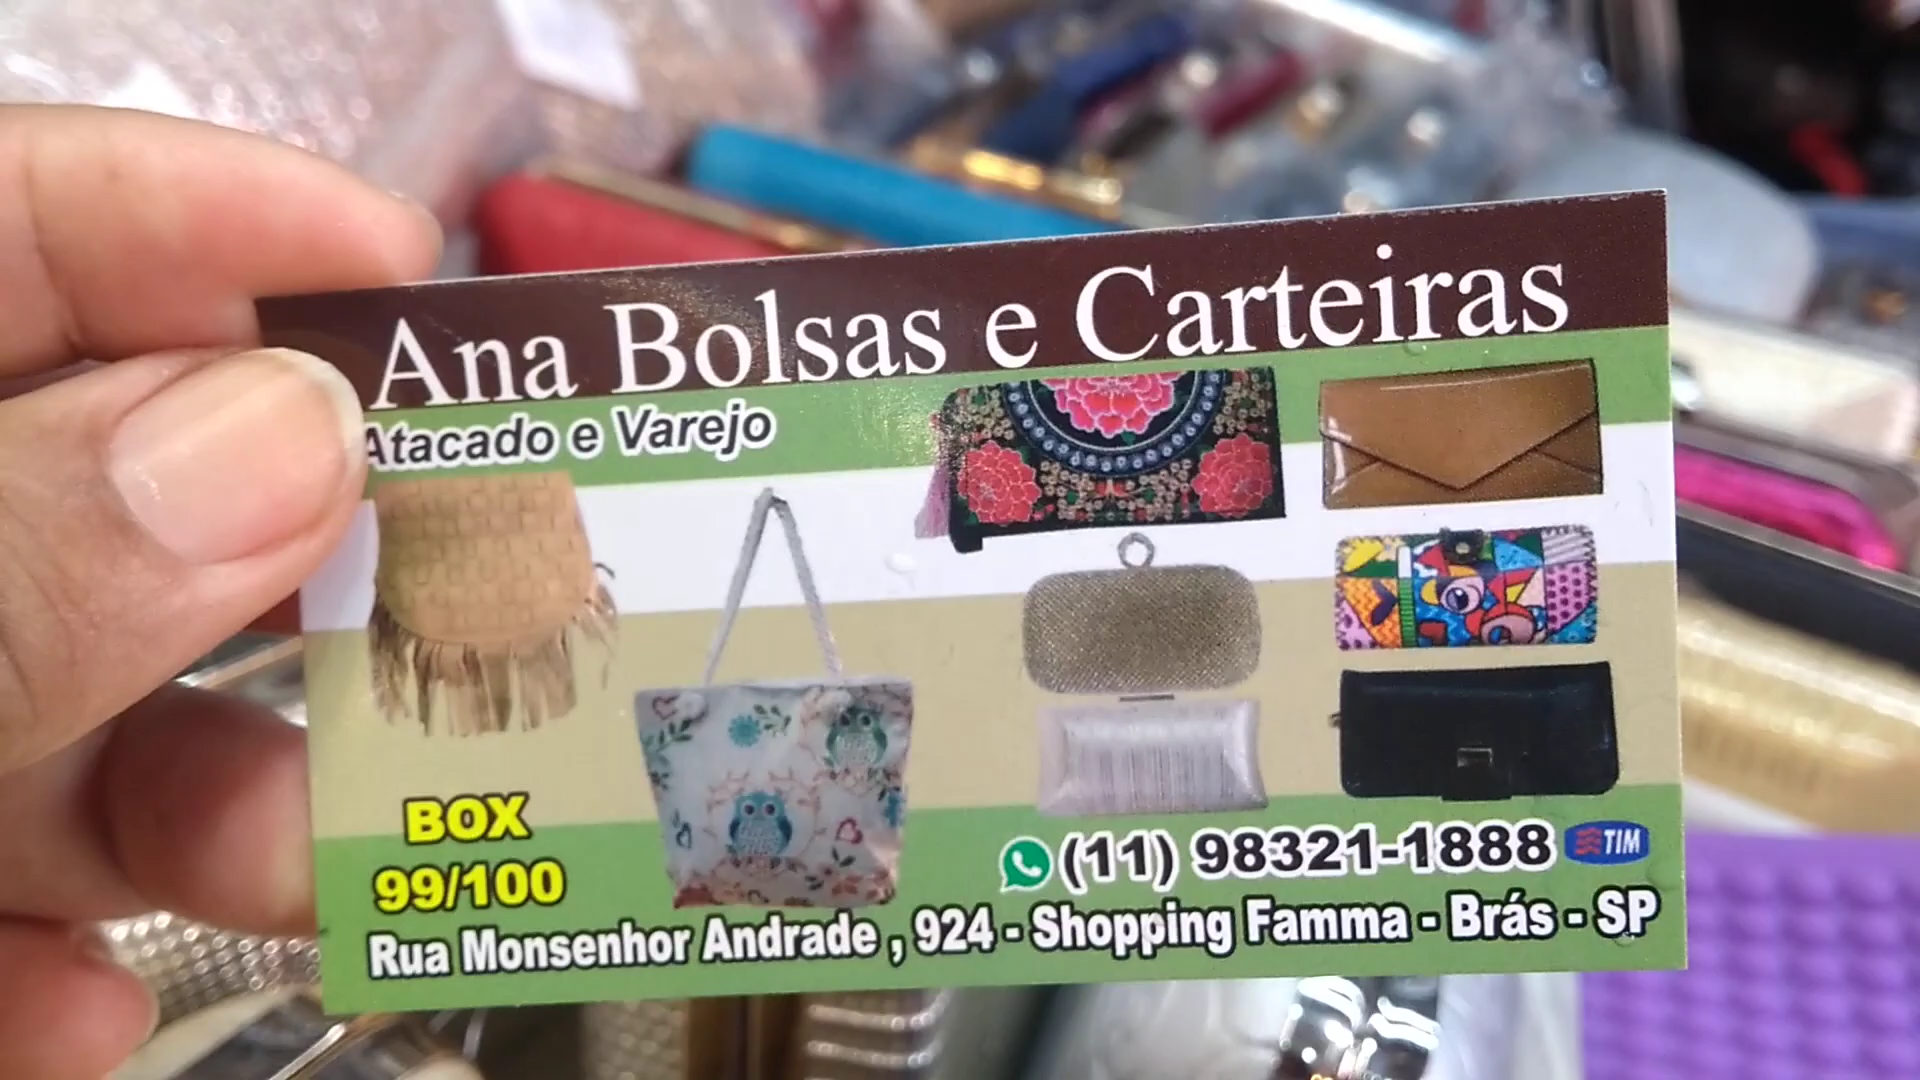 Ana Bolsas e Carteiras
Atacado e Varejo
BOX
99/100
(11) 98321-1888 TIM
Rua Monsenhor Andrade , 924 - Shopping Famma - Brás - SP